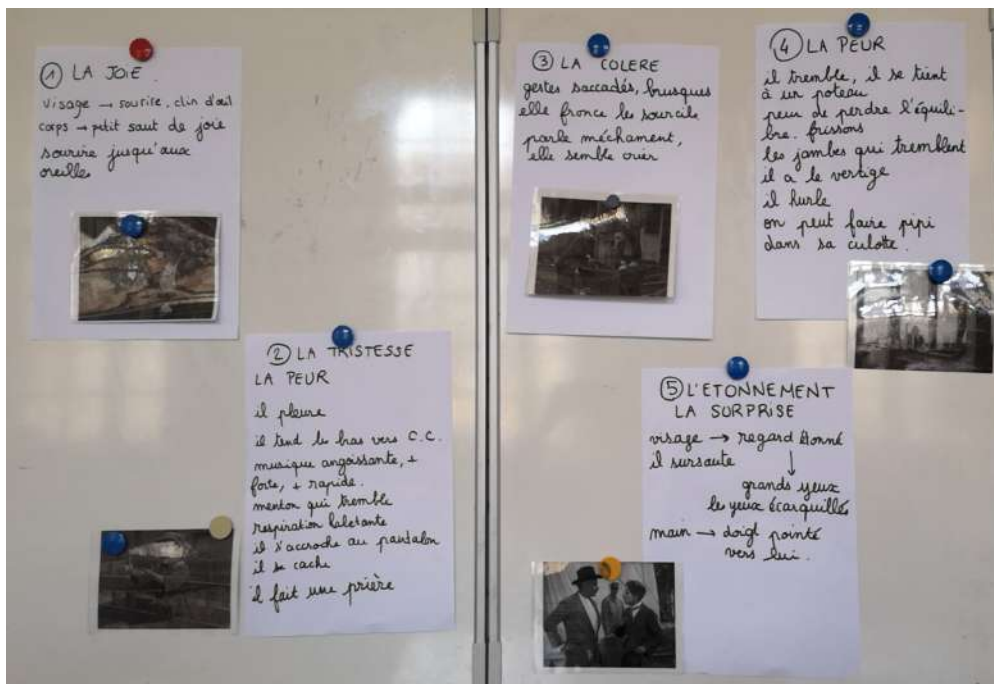 ① LA JOIE.
visage → sourire, clin d'œil
corps → petit saut de joie
sourire jusqu'aux
oreilles
② LA TRISTESSE
LA PEUR
il pleure
il tend les bras vers C.C.
musique angoissante, +
forte, + rapide.
menton qui tremble
respiration haletante
il s'accroche au pantalon
il se cache
il fait une prière
③ LA COLERE
gestes saccadés, brusques
elle fronce les sourcils
parle méchament,
elle semble crier
④ LA PEUR
il tremble, il se tient
à un poteau
peur de perdre l'équili-
bre. frissons
les jambes qui tremblent
il a le vertige
il hurle
on peut faire pipi
dans sa culotte.
⑤ L'ETONNEMENT
LA SURPRISE
visage → regard étonné
il sursaute ↓
grands yeux
les yeux écarquillés
main → doigt pointé
vers lui.